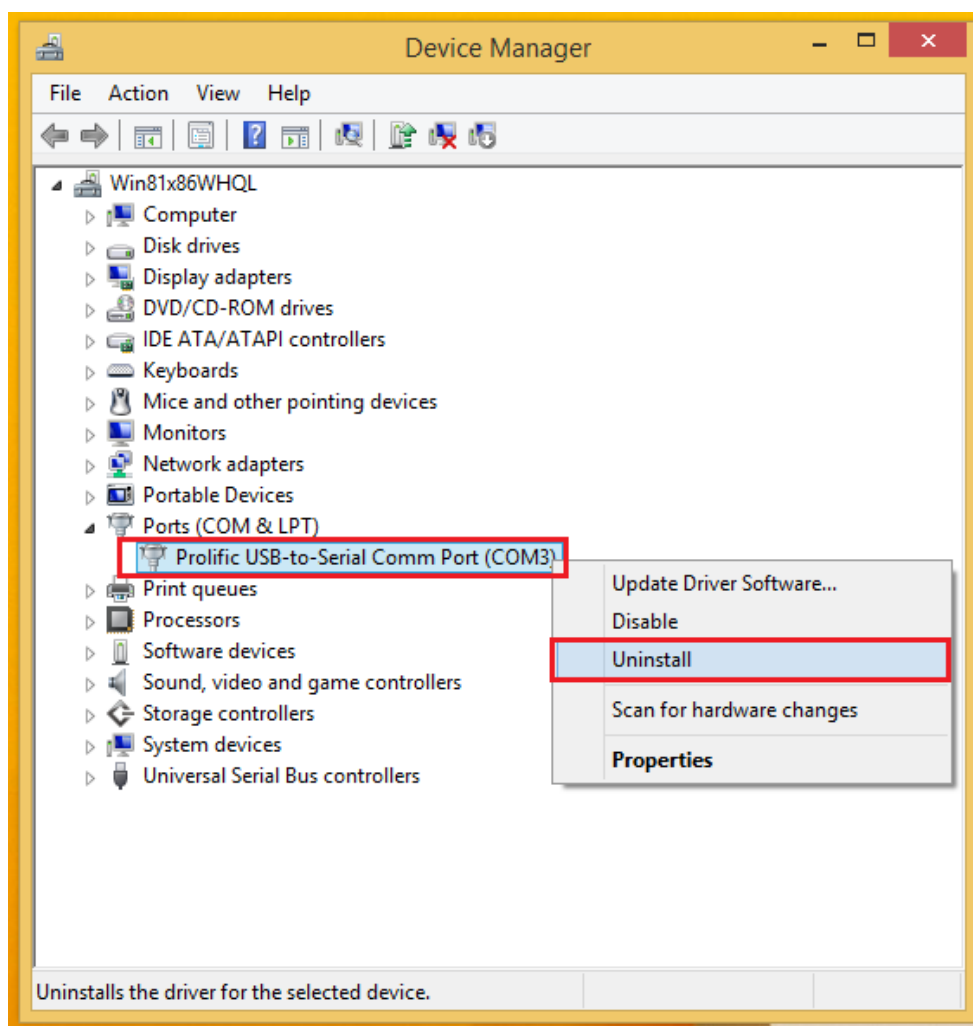 Device Manager
File Action View Help
Win81x86WHQL
Computer
Disk drives
Display adapters
DVD/CD-ROM drives
IDE ATA/ATAPI controllers
Keyboards
Mice and other pointing devices
Monitors
Network adapters
Portable Devices
Ports (COM & LPT)
Prolific USB-to-Serial Comm Port (COM3)
Print queues
Processors
Software devices
Sound, video and game controllers
Storage controllers
System devices
Universal Serial Bus controllers
Update Driver Software...
Disable
Uninstall
Scan for hardware changes
Properties
Uninstalls the driver for the selected device.